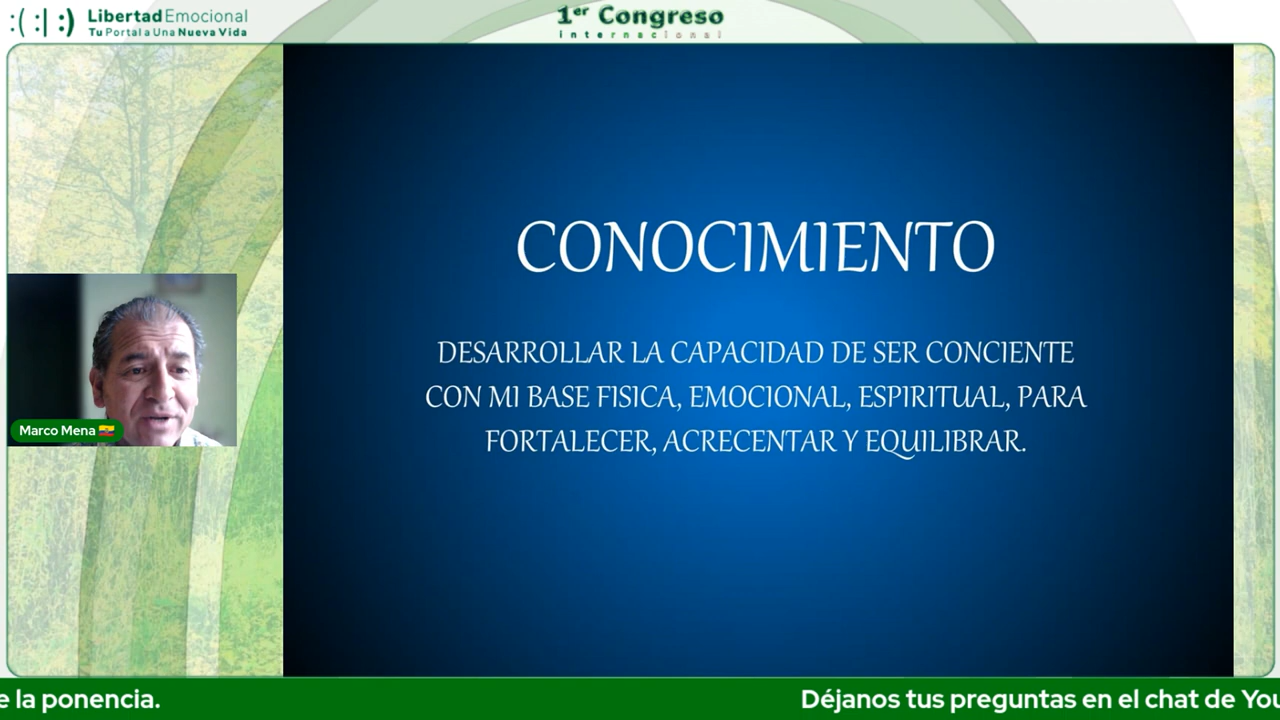 :( :| :)
Libertad Emocional
Tu Portal a Una Nueva Vida
1er Congreso
internacional
CONOCIMIENTO
DESARROLLAR LA CAPACIDAD DE SER CONCIENTE
CON MI BASE FISICA, EMOCIONAL, ESPIRITUAL, PARA
FORTALECER, ACRECENTAR Y EQUILIBRAR.
Marco Mena
e la ponencia.
Déjanos tus preguntas en el chat de You